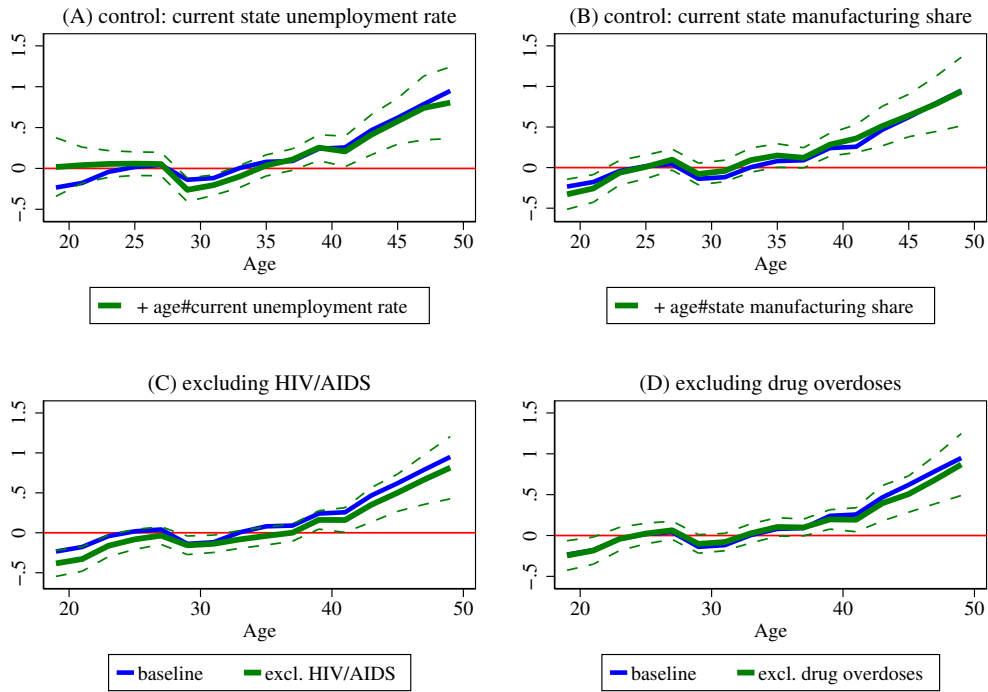 (A) control: current state unemployment rate
1.5
1
.5
0
−.5
20 25 30 35 40 45 50
Age
+ age#current unemployment rate
(B) control: current state manufacturing share
1.5
1
.5
0
−.5
20 25 30 35 40 45 50
Age
+ age#state manufacturing share
(C) excluding HIV/AIDS
1.5
1
.5
0
−.5
20 30 40 50
Age
baseline excl. HIV/AIDS
(D) excluding drug overdoses
1.5
1
.5
0
−.5
20 30 40 50
Age
baseline excl. drug overdoses